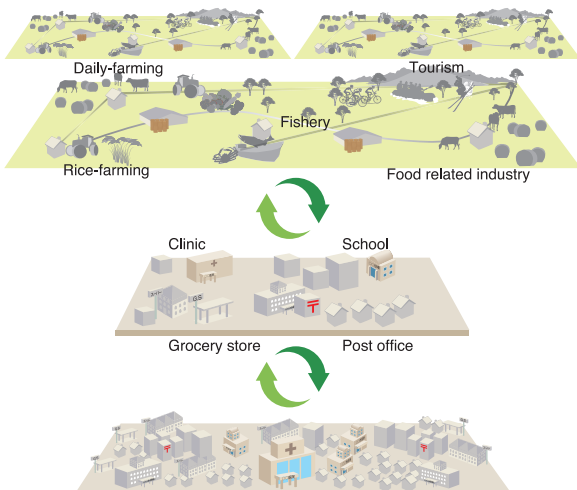 Daily-farming
Tourism
Fishery
Rice-farming
Food related industry
Clinic
School
G.S
Grocery store
Post office